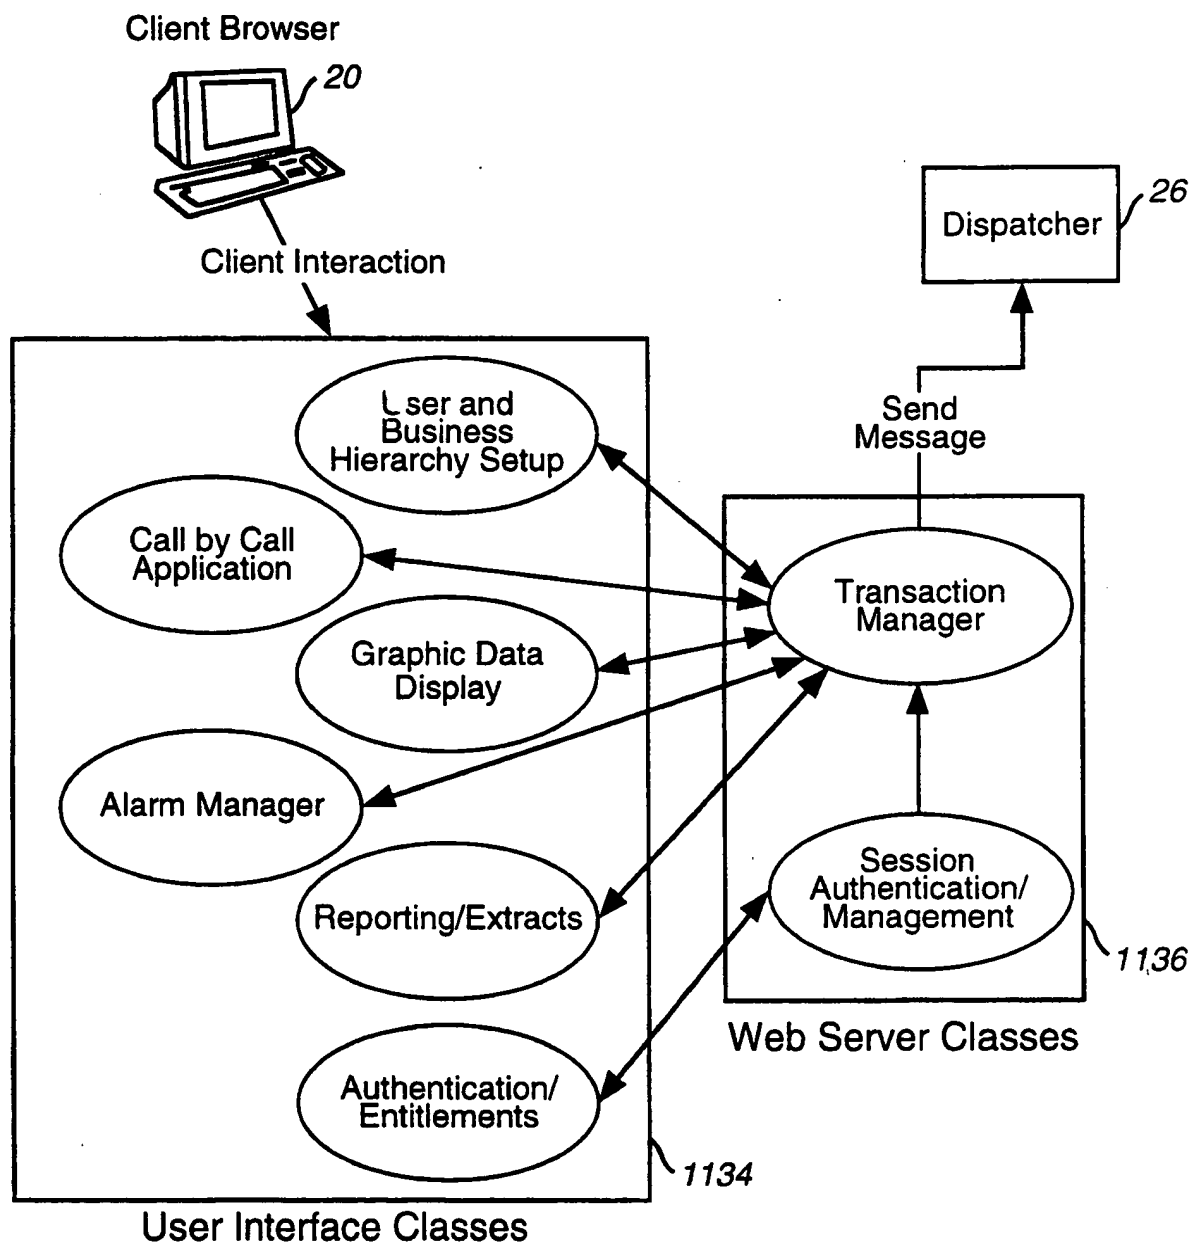 Client Browser
20
Client Interaction
Dispatcher
26
Send
Message
User and
Business
Hierarchy Setup
Call by Call
Application
Graphic Data
Display
Alarm Manager
Reporting/Extracts
Authentication/
Entitlements
1134
User Interface Classes
Transaction
Manager
Session
Authentication/
Management
1136
Web Server Classes